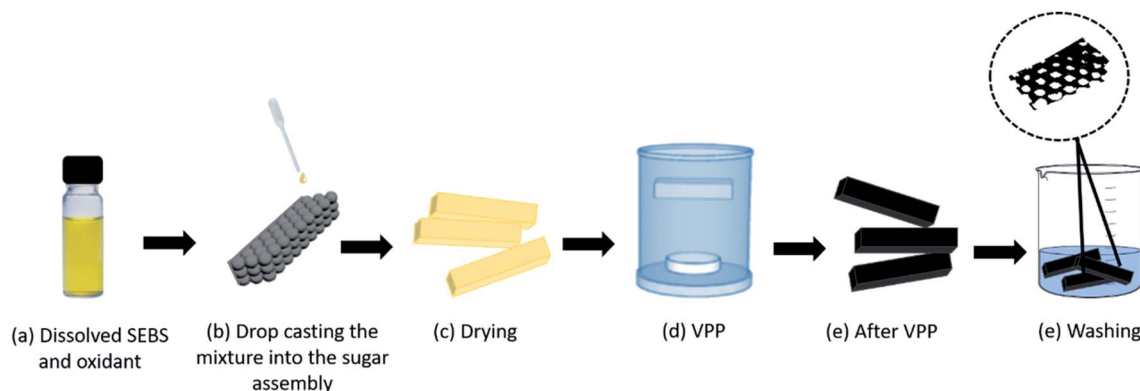 (a) Dissolved SEBS
and oxidant
(b) Drop casting the
mixture into the sugar
assembly
(c) Drying
(d) VPP
(e) After VPP
(e) Washing